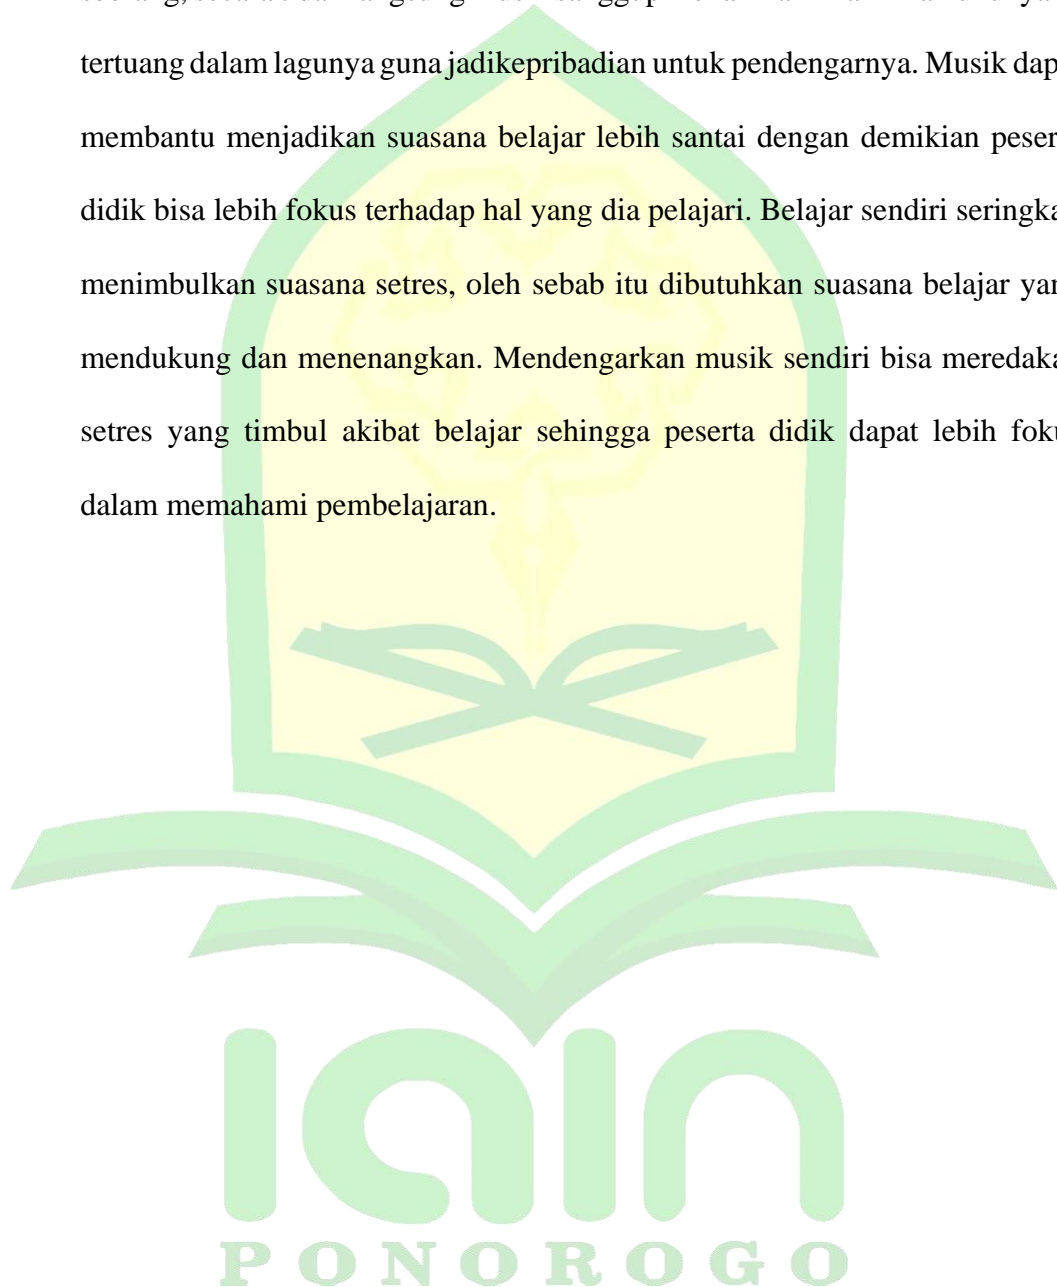 tertuang dalam lagunya guna jadikepribadian untuk pendengarnya. Musik dap
membantu menjadikan suasana belajar lebih santai dengan demikian peser
didik bisa lebih fokus terhadap hal yang dia pelajari. Belajar sendiri seringka
menimbulkan suasana setres, oleh sebab itu dibutuhkan suasana belajar yan
mendukung dan menenangkan. Mendengarkan musik sendiri bisa meredaka
setres yang timbul akibat belajar sehingga peserta didik dapat lebih foku
dalam memahami pembelajaran.
iain
PONOROGO